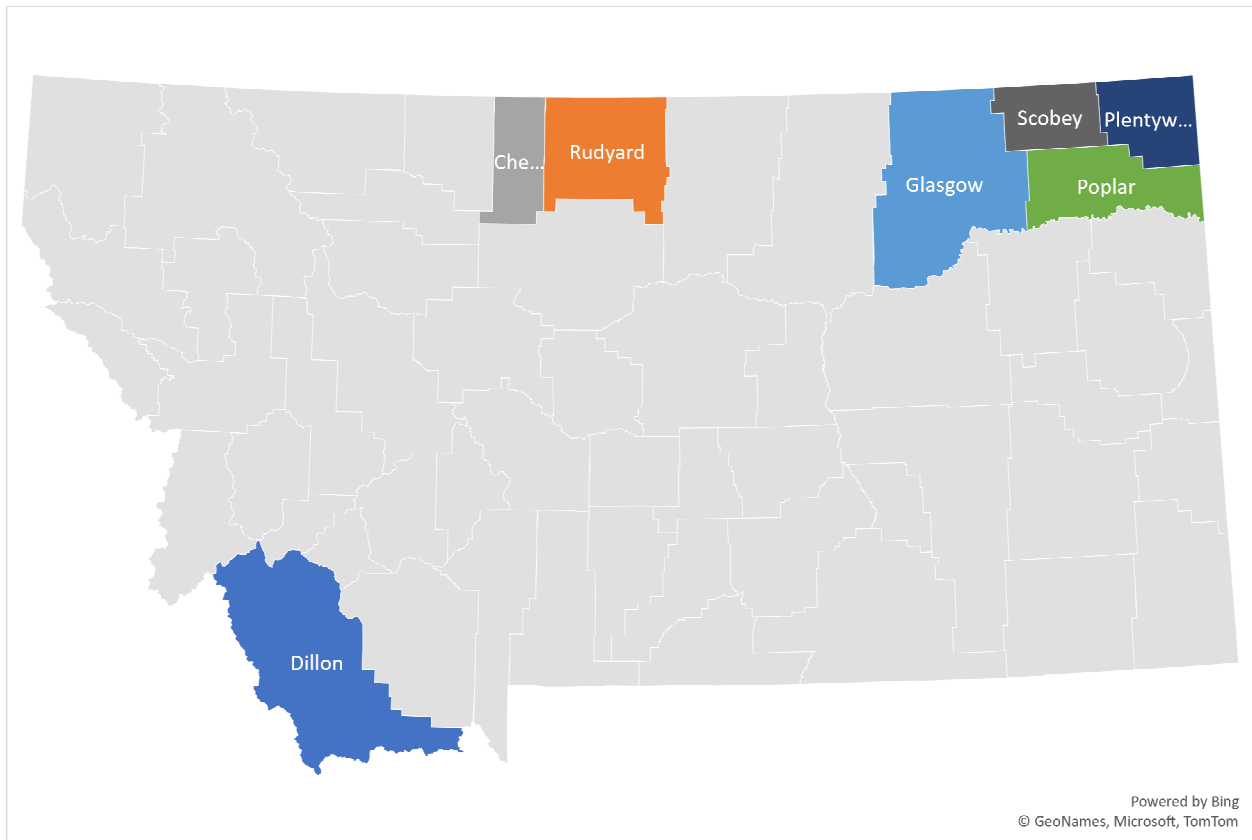 Scobey
Plentyw...
Che...
Rudyard
Glasgow
Poplar
Dillon
Powered by Bing
© GeoNames, Microsoft, TomTom